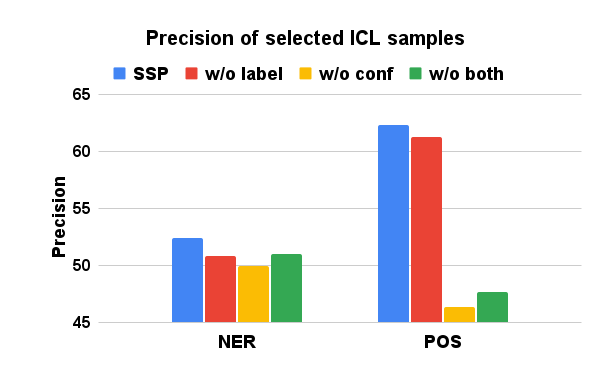 Precision of selected ICL samples
SSP w/o label w/o conf w/o both
65
60
55
50
45
Precision
NER POS